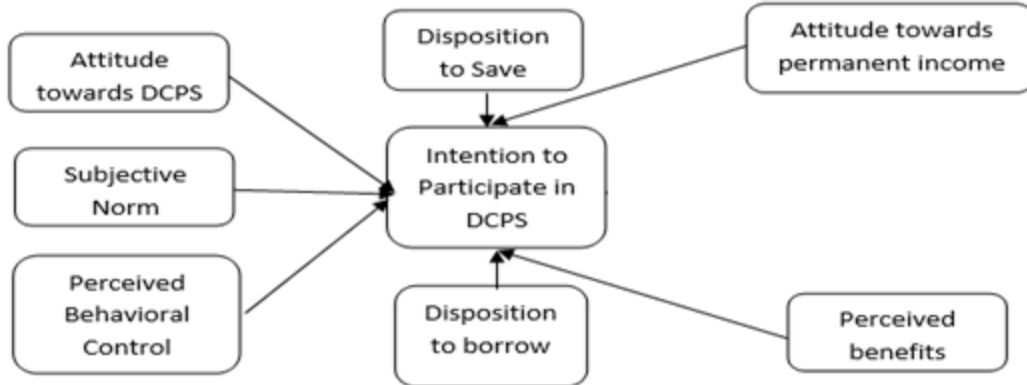 Attitude
towards DCPS
Subjective
Norm
Perceived
Behavioral
Control
Disposition
to Save
Intention to
Participate in
DCPS
Disposition
to borrow
Attitude towards
permanent income
Perceived
benefits